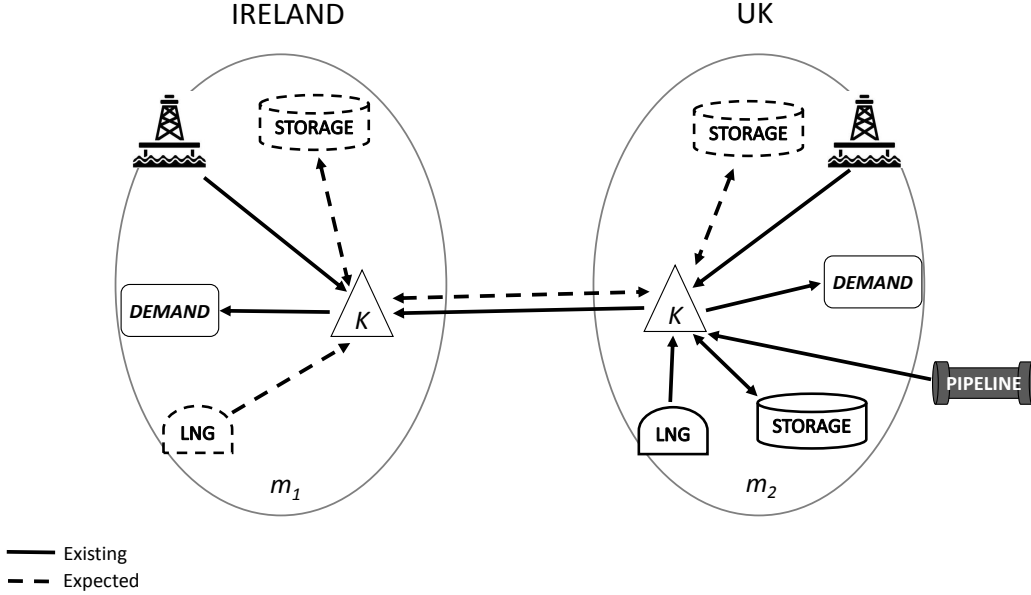 IRELAND
UK
STORAGE
STORAGE
DEMAND
K
K
DEMAND
PIPELINE
LNG
LNG
STORAGE
m1
m2
Existing
Expected